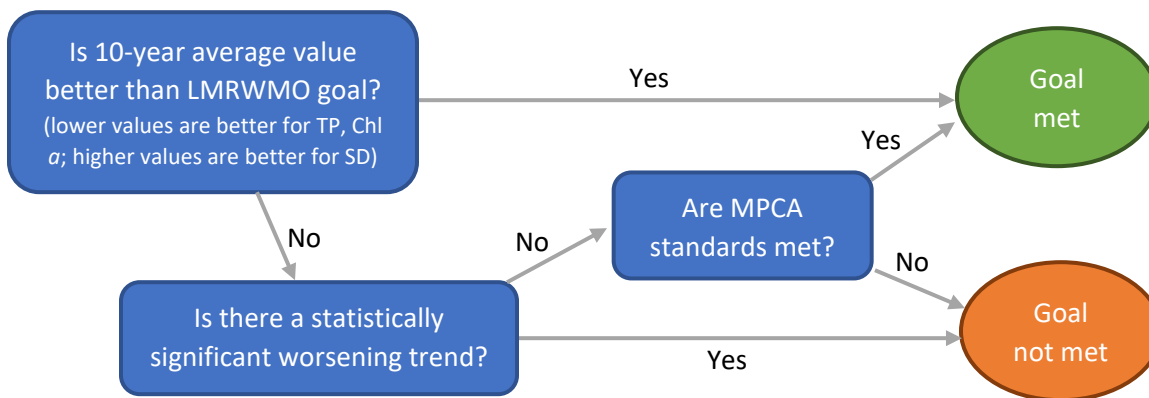 Is 10-year average value
better than LMRWMO goal?
(lower values are better for TP, Chl
a; higher values are better for SD)
Yes
Goal
met
Yes
Are MPCA
standards met?
No
No
No
Is there a statistically
significant worsening trend?
Yes
Goal
not met